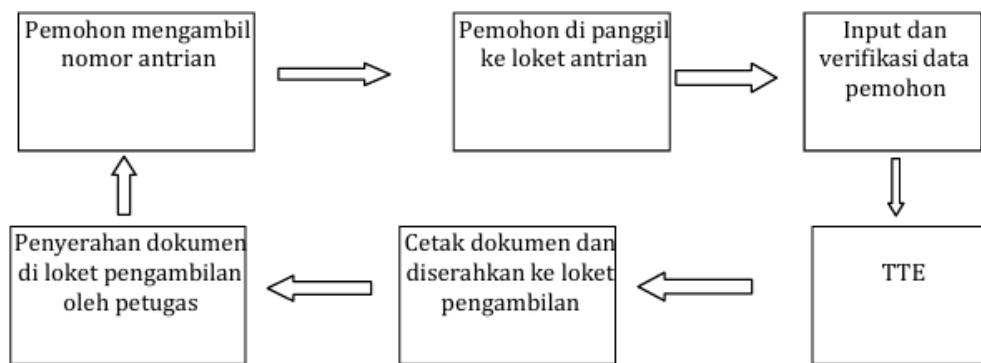 Pemohon mengambil
nomor antrian
Pemohon di panggil
ke loket antrian
Input dan
verifikasi data
pemohon
Penyerahan dokumen
di loket pengambilan
oleh petugas
Cetak dokumen dan
diserahkan ke loket
pengambilan
TTE